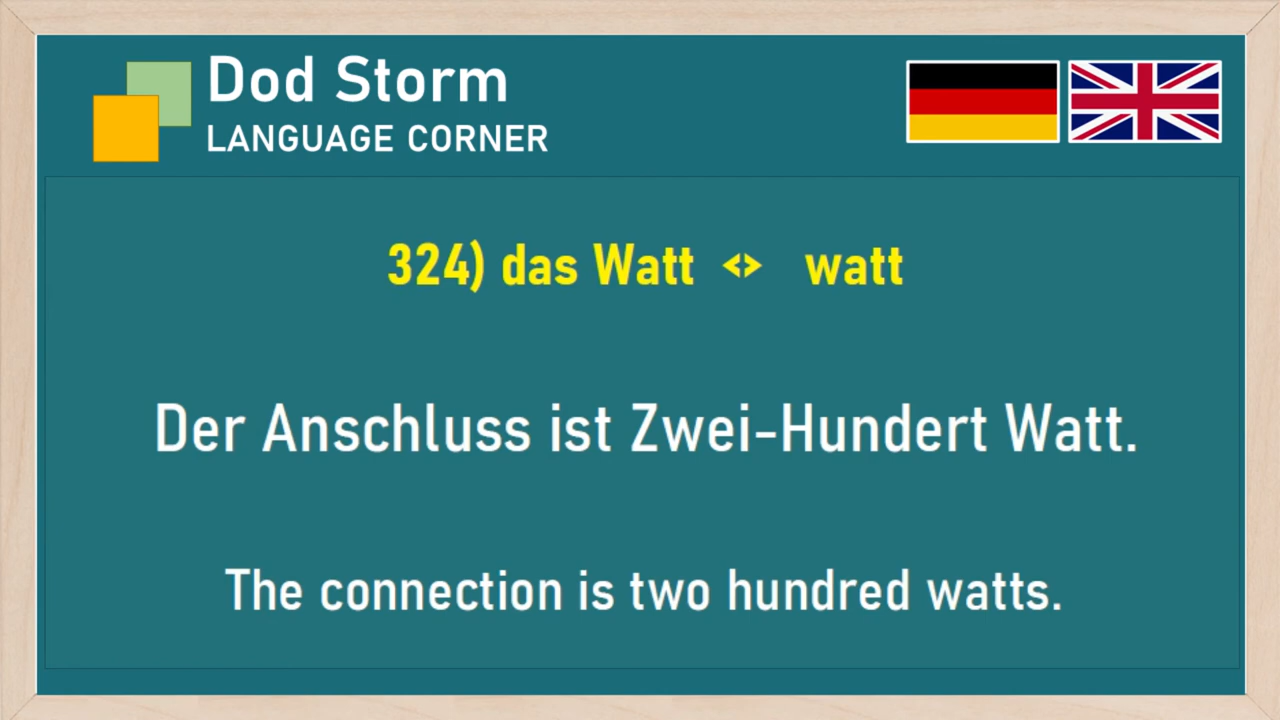 Dod Storm
LANGUAGE CORNER
324) das Watt <> watt
Der Anschluss ist Zwei-Hundert Watt.
The connection is two hundred watts.